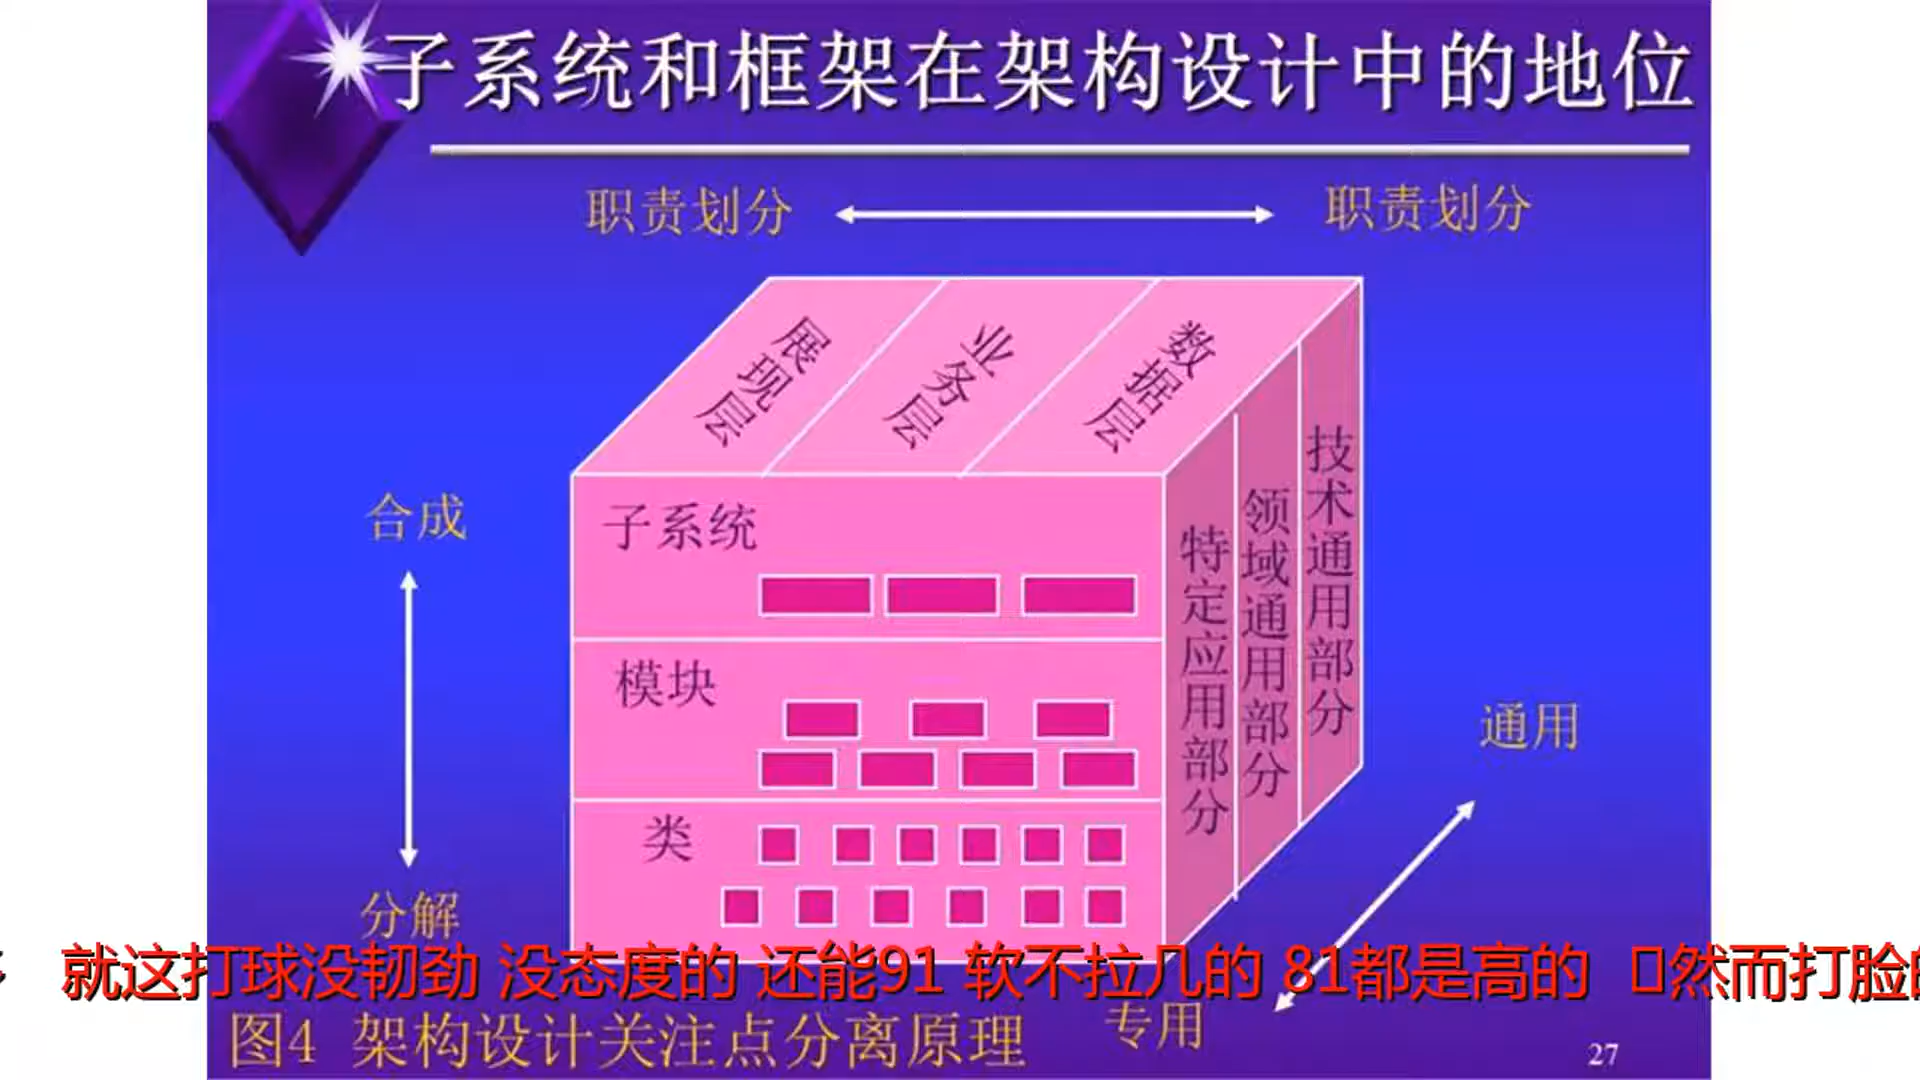 子系统和框架在架构设计中的地位
职责划分
职责划分
展现层
业务层
数据层
合成
子系统
模块
类
特定应用部分
领域通用部分
技术通用部分
通用
分解
就这打球没韧劲 没态度的 还能91 软不拉几的 81都是高的 然而打脸的
专用
图4 架构设计关注点分离原理
27